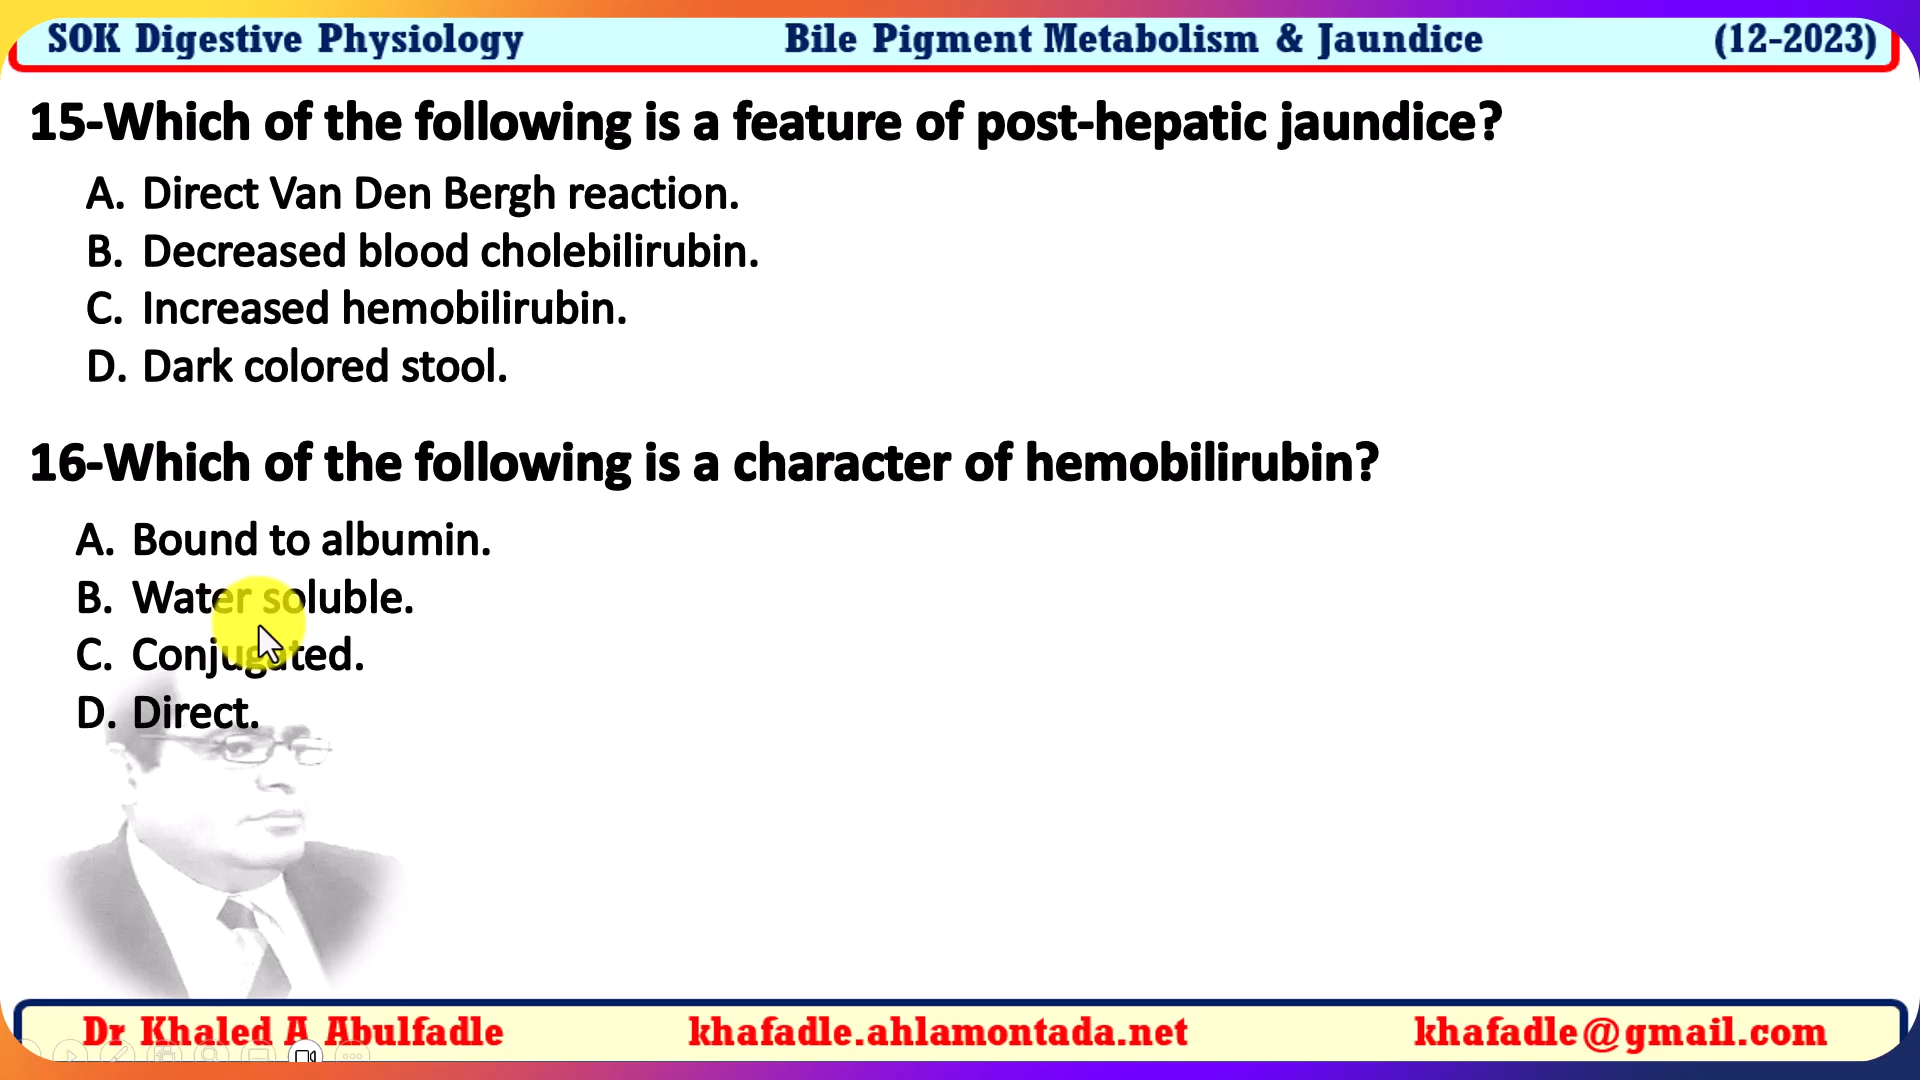 SOK Digestive Physiology Bile Pigment Metabolism & Jaundice (12-2023)
15-Which of the following is a feature of post-hepatic jaundice?
A. Direct Van Den Bergh reaction.
B. Decreased blood cholebilirubin.
C. Increased hemobilirubin.
D. Dark colored stool.
16-Which of the following is a character of hemobilirubin?
A. Bound to albumin.
B. Water soluble.
C. Conjugated.
D. Direct.
Dr Khaled A Abulfadle khafadle.ahlamontada.net khafadle@gmail.com